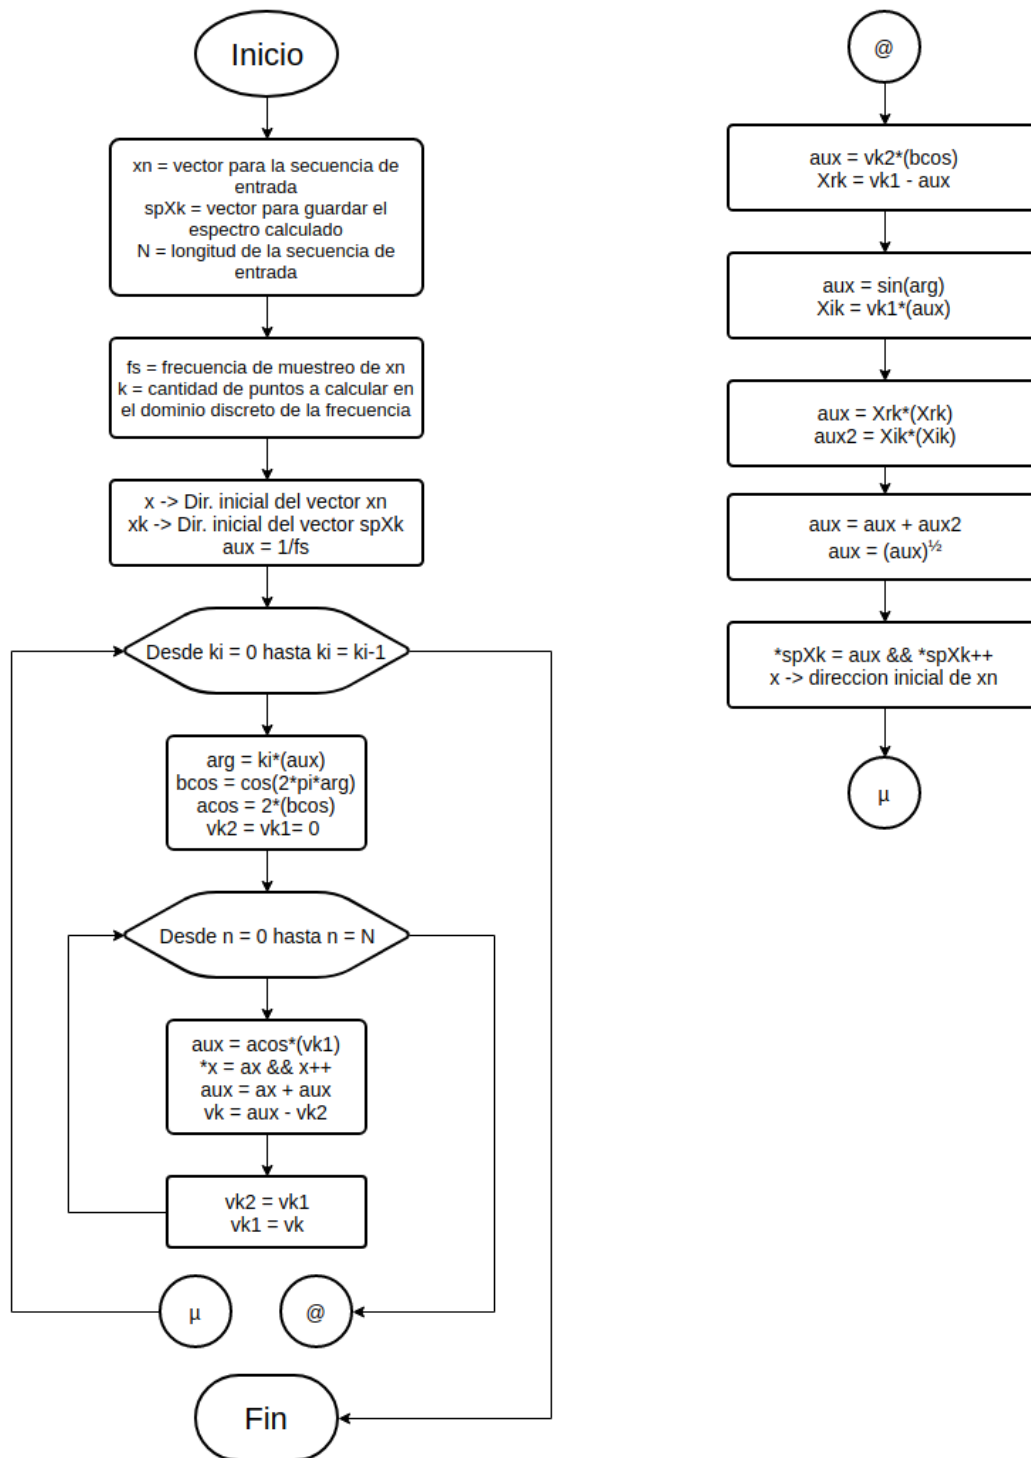 Inicio
xn = vector para la secuencia de
entrada
spXk = vector para guardar el
espectro calculado
N = longitud de la secuencia de
entrada
fs = frecuencia de muestreo de xn
k = cantidad de puntos a calcular en
el dominio discreto de la frecuencia
x -> Dir. inicial del vector xn
xk -> Dir. inicial del vector spXk
aux = 1/fs
Desde ki = 0 hasta ki = ki-1
arg = ki*(aux)
bcos = cos(2*pi*arg)
acos = 2*(bcos)
vk2 = vk1= 0
Desde n = 0 hasta n = N
aux = acos*(vk1)
*x = ax && x++
aux = ax + aux
vk = aux - vk2
vk2 = vk1
vk1 = vk
µ
@
Fin
@
aux = vk2*(bcos)
Xrk = vk1 - aux
aux = sin(arg)
Xik = vk1*(aux)
aux = Xrk*(Xrk)
aux2 = Xik*(Xik)
aux = aux + aux2
aux = (aux)½
*spXk = aux && *spXk++
x -> direccion inicial de xn
µ